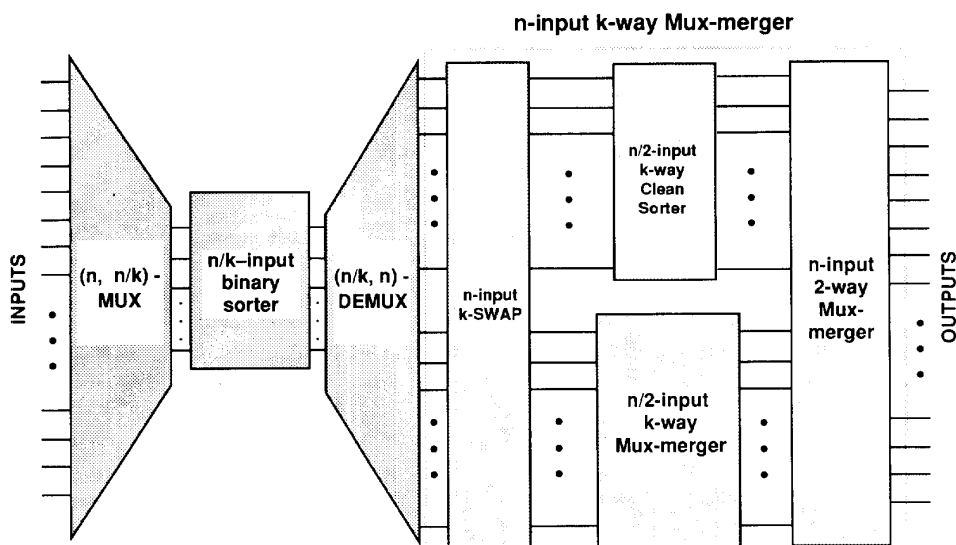 n-input k-way Mux-merger
INPUTS
(n, n/k) -
MUX
n/k–input
binary
sorter
(n/k, n) -
DEMUX
n-input
k-SWAP
n/2-input
k-way
Clean
Sorter
n/2-input
k-way
Mux-merger
n-input
2-way
Mux-
merger
OUTPUTS